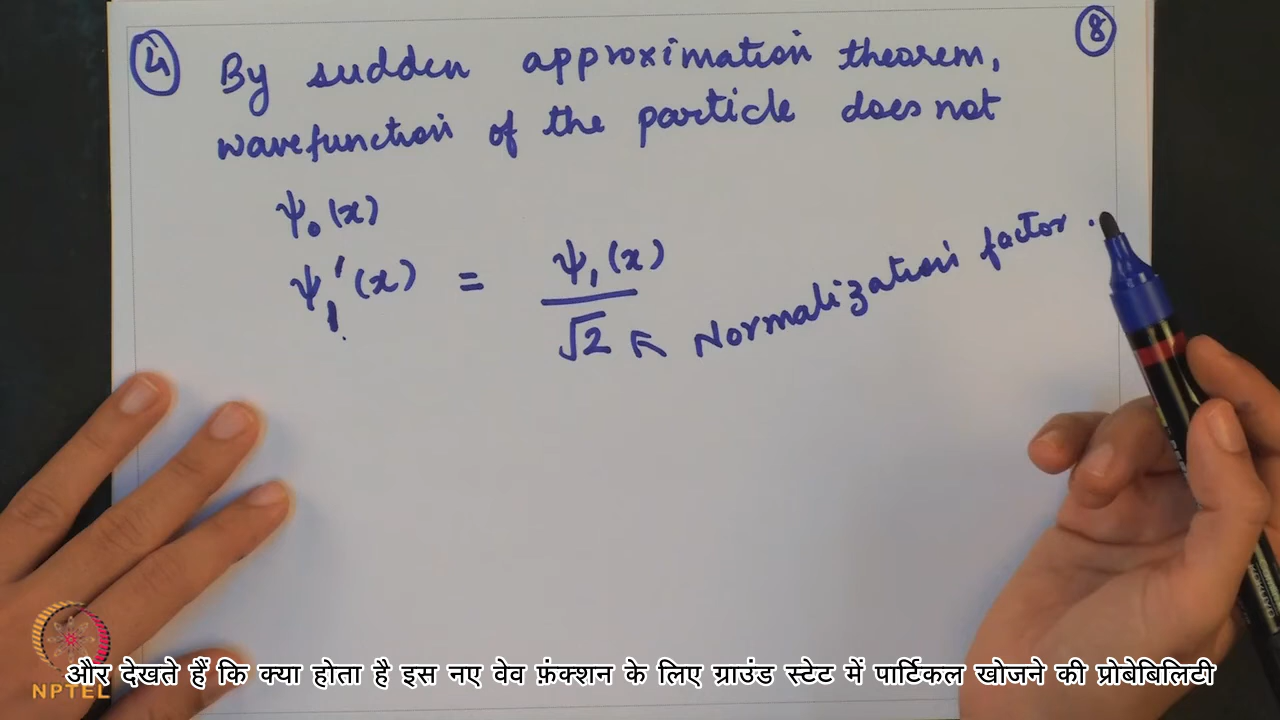 ④ By sudden approximation theorem, ⑧
wavefunction of the particle does not
ψ₀(x)
ψ₁'(x) = ψ₁(x) / √2 ↖ Normalization factor.
NPTEL
और देखते हैं कि क्या होता है इस नए वेव फ़ंक्शन के लिए ग्राउंड स्टेट में पार्टिकल खोजने की प्रोबेबिलिटी